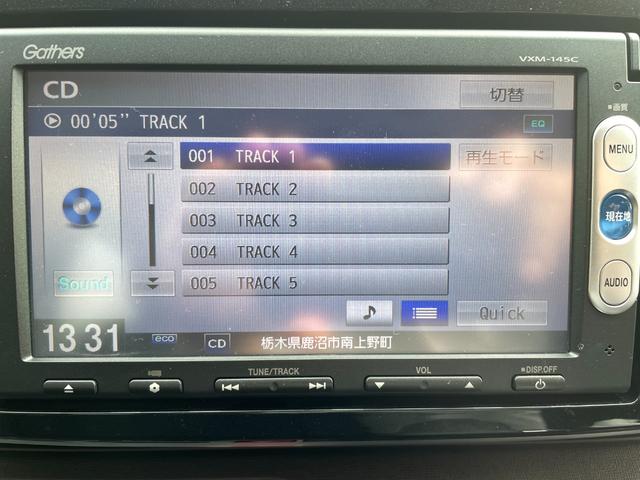 Gathers
VXM-145C
CD
切替
■画質
00'05" TRACK 1
EQ
MENU
001 TRACK 1
再生モード
002 TRACK 2
003 TRACK 3
現在地
004 TRACK 4
AUDIO
Sound
005 TRACK 5
Quick
13:31
eco
CD
栃木県鹿沼市南上野町
TUNE/TRACK
VOL
■DISP.OFF